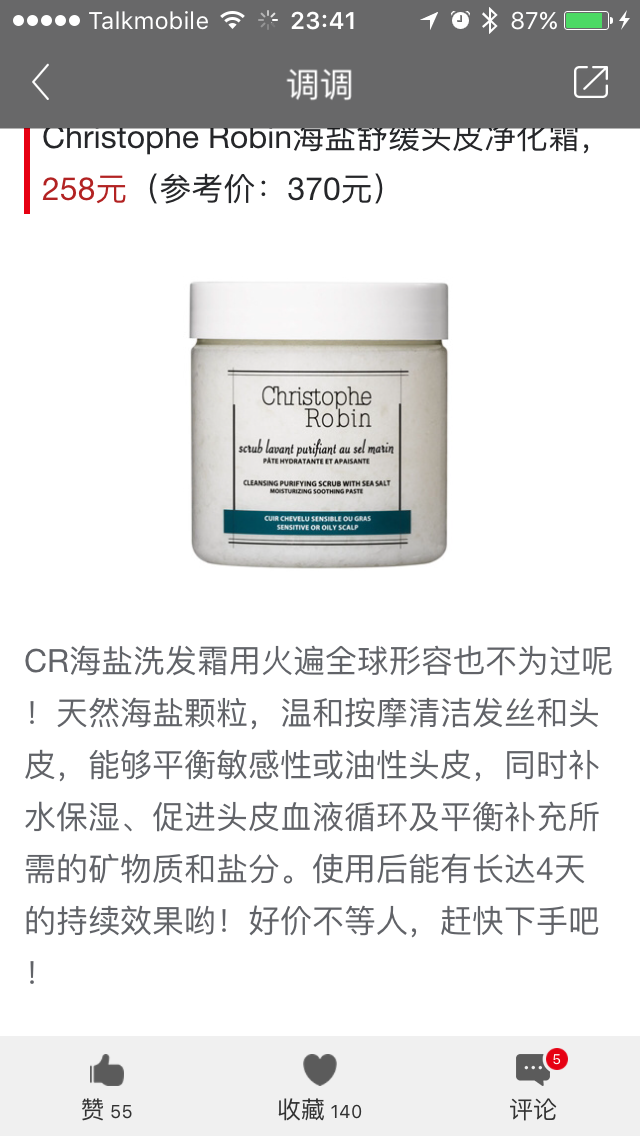 Talkmobile 23:41 87%
调调
Christophe Robin海盐舒缓头皮净化霜，
258元（参考价：370元）
Christophe
Robin
scrub lavant purifiant au sel marin
PÂTE HYDRATANTE ET APAISANTE
CLEANSING PURIFYING SCRUB WITH SEA SALT
MOISTURIZING SOOTHING PASTE
CUIR CHEVELU SENSIBLE OU GRAS
SENSITIVE OR OILY SCALP
CR海盐洗发霜用火遍全球形容也不为过呢
！天然海盐颗粒，温和按摩清洁发丝和头
皮，能够平衡敏感性或油性头皮，同时补
水保湿、促进头皮血液循环及平衡补充所
需的矿物质和盐分。使用后能有长达4天
的持续效果哟！好价不等人，赶快下手吧
！
5
赞 55 收藏 140 评论